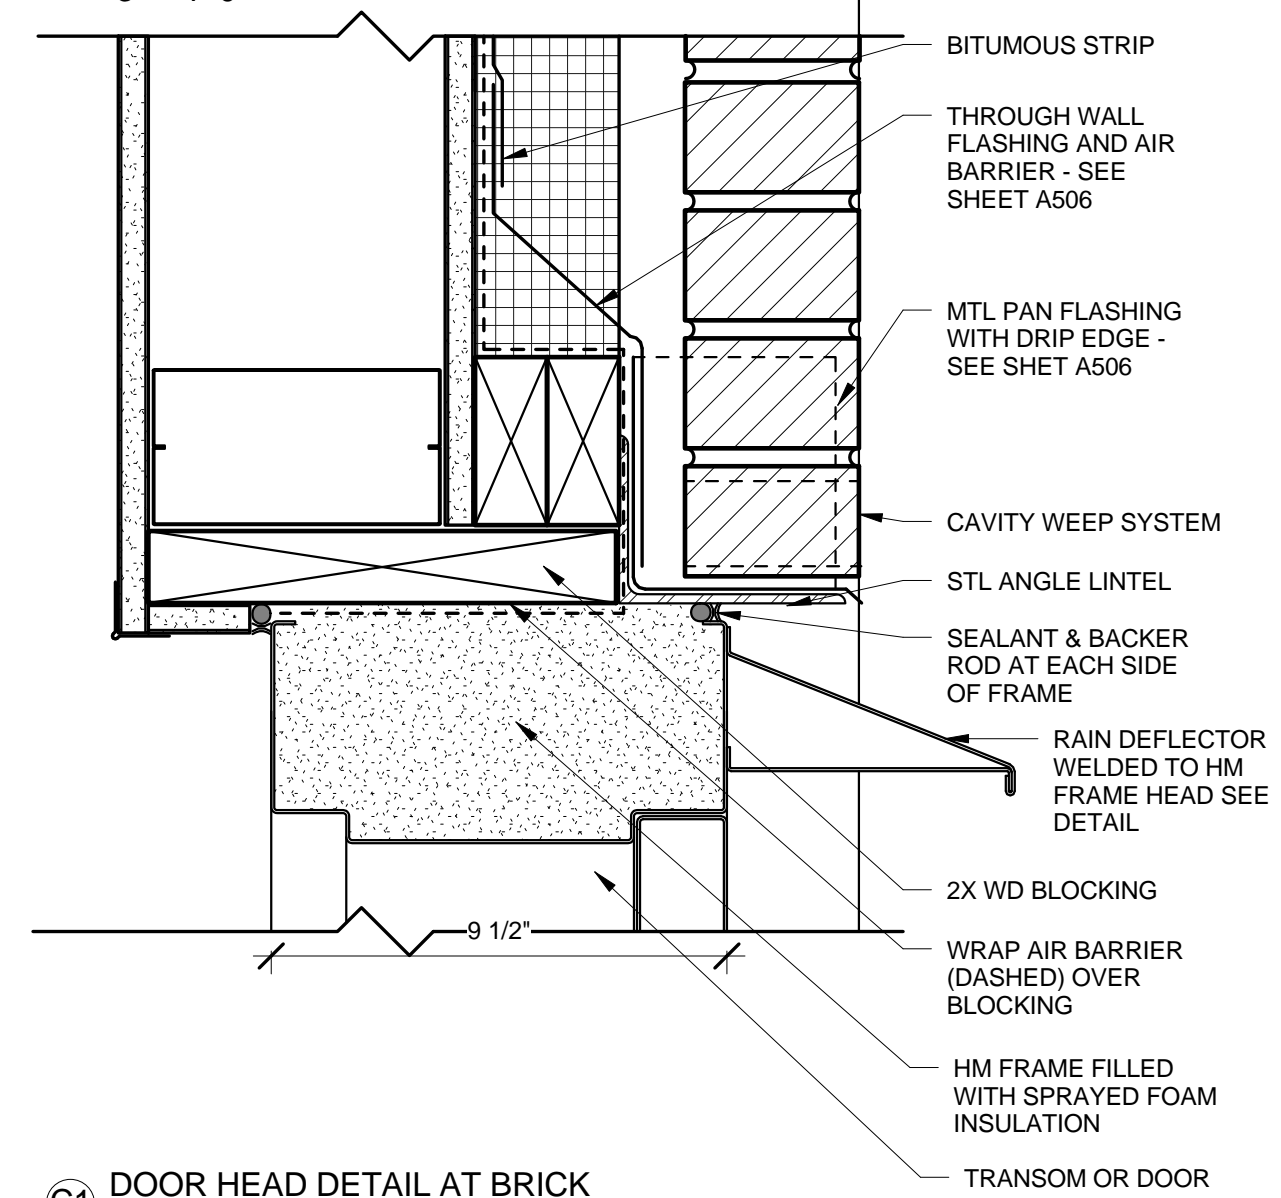 BITUMOUS STRIP
THROUGH WALL
FLASHING AND AIR
BARRIER - SEE
SHEET A506
MTL PAN FLASHING
WITH DRIP EDGE -
SEE SHET A506
CAVITY WEEP SYSTEM
STL ANGLE LINTEL
SEALANT & BACKER
ROD AT EACH SIDE
OF FRAME
RAIN DEFLECTOR
WELDED TO HM
FRAME HEAD SEE
DETAIL
2X WD BLOCKING
9 1/2"
WRAP AIR BARRIER
(DASHED) OVER
BLOCKING
HM FRAME FILLED
WITH SPRAYED FOAM
INSULATION
TRANSOM OR DOOR
DOOR HEAD DETAIL AT BRICK